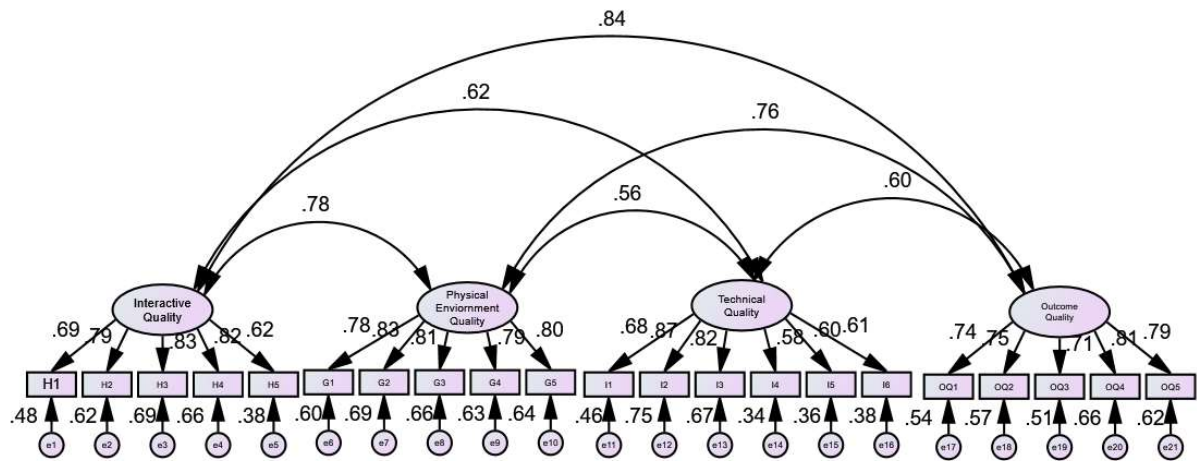 .84
.62
.76
.78
.56
.60
Interactive
Quality
Physical
Enviornment
Quality
Technical
Quality
Outcome
Quality
.69 .79 .83 .82 .62
.78 .83 .81 .79 .80
.68 .87 .82 .58 .60 .61
.74 .75 .71 .81 .79
H1 H2 H3 H4 H5
G1 G2 G3 G4 G5
I1 I2 I3 I4 I5 I6
OQ1 OQ2 OQ3 OQ4 OQ5
.48 .62 .69 .66 .38
.60 .69 .66 .63 .64
.46 .75 .67 .34 .36 .38
.54 .57 .51 .66 .62
e1 e2 e3 e4 e5
e6 e7 e8 e9 e10
e11 e12 e13 e14 e15 e16
e17 e18 e19 e20 e21